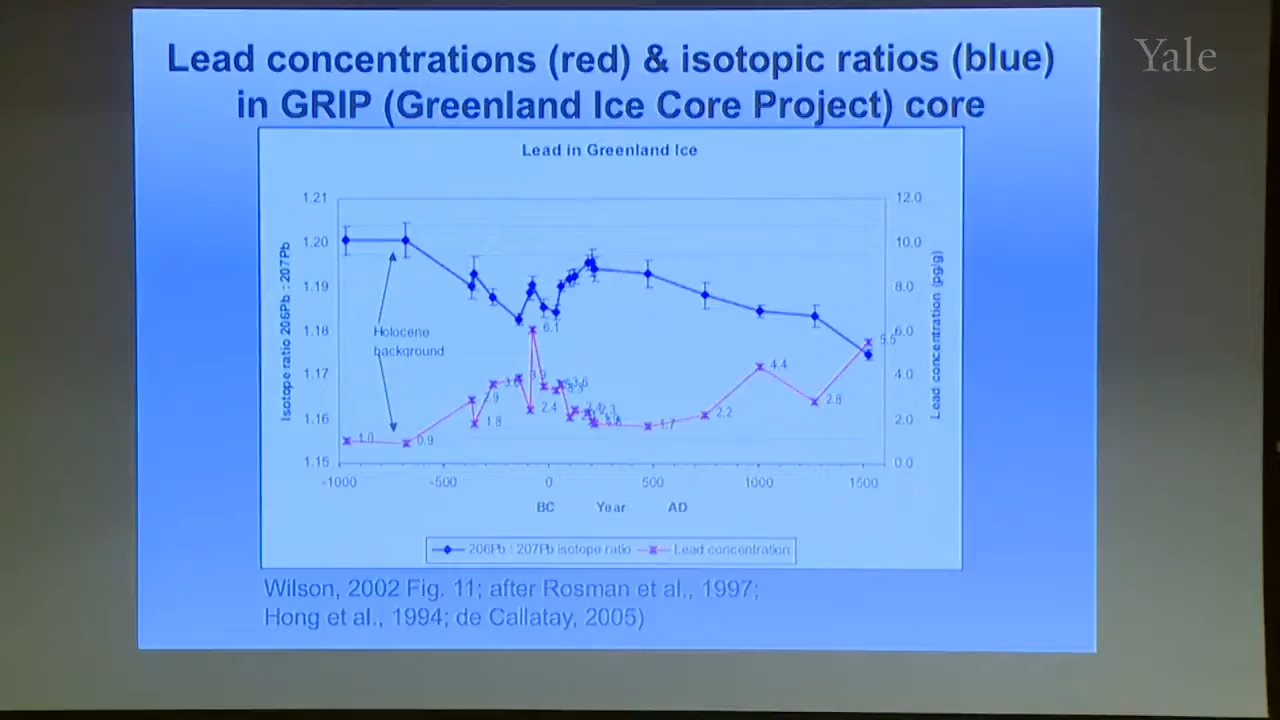 Lead concentrations (red) & isotopic ratios (blue)
in GRIP (Greenland Ice Core Project) core
Yale
Lead in Greenland Ice
1.21
1.20
1.19
1.18
1.17
1.16
1.15
Isotope ratio 206Pb : 207Pb
12.0
10.0
8.0
6.0
4.0
2.0
0.0
Lead concentration (pg/g)
Holocene
background
1.0
0.9
2.9
1.8
6.1
2.4
1.7
2.2
4.4
2.8
5.5
-1000
-500
0
500
1000
1500
BC Year AD
206Pb : 207Pb isotope ratio
Lead concentration
Wilson, 2002 Fig. 11; after Rosman et al., 1997;
Hong et al., 1994; de Callatay, 2005)